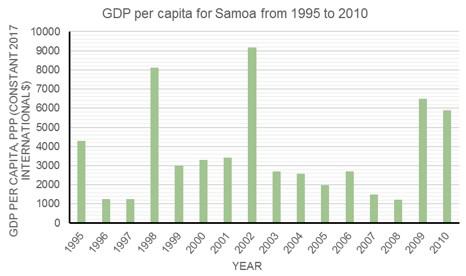 GDP per capita for Samoa from 1995 to 2010
GDP PER CAPITA, PPP (CONSTANT 2017
INTERNATIONAL$)
10000
9000
8000
7000
6000
5000
4000
3000
2000
1000
0
1995 1996 1997 1998 1999 2000 2001 2002 2003 2004 2005 2006 2007 2008 2009 2010
YEAR